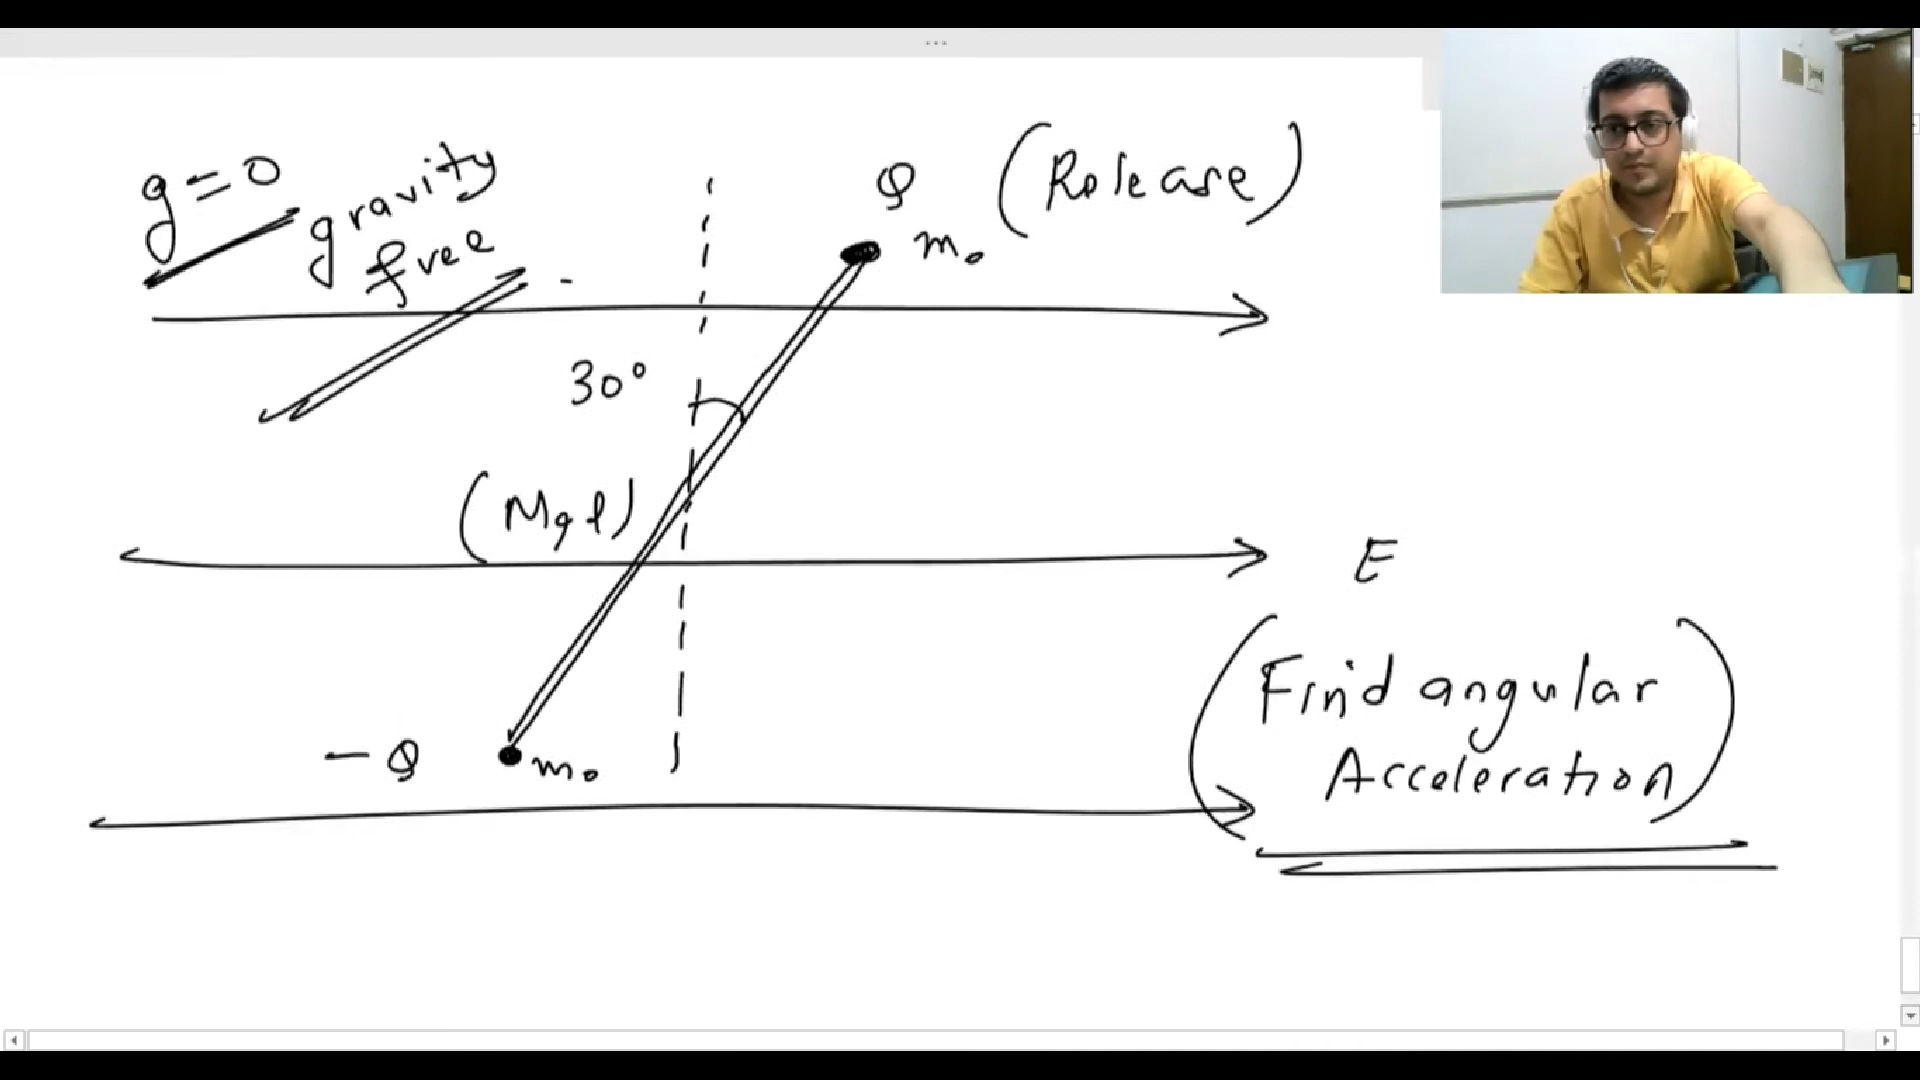 g=0
gravity
free
Q (Release)
m₀
30°
(M, l)
E
-Q m₀
Find angular
Acceleration